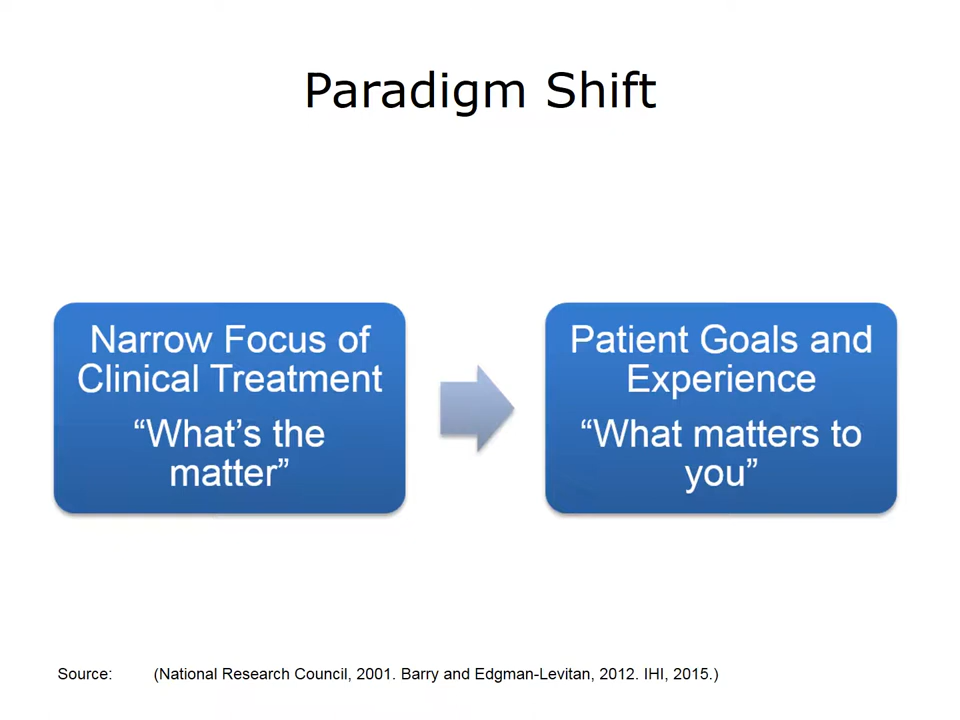 Paradigm Shift
Narrow Focus of
Clinical Treatment
“What’s the
matter”
Patient Goals and
Experience
“What matters to
you”
Source: (National Research Council, 2001. Barry and Edgman-Levitan, 2012. IHI, 2015.)